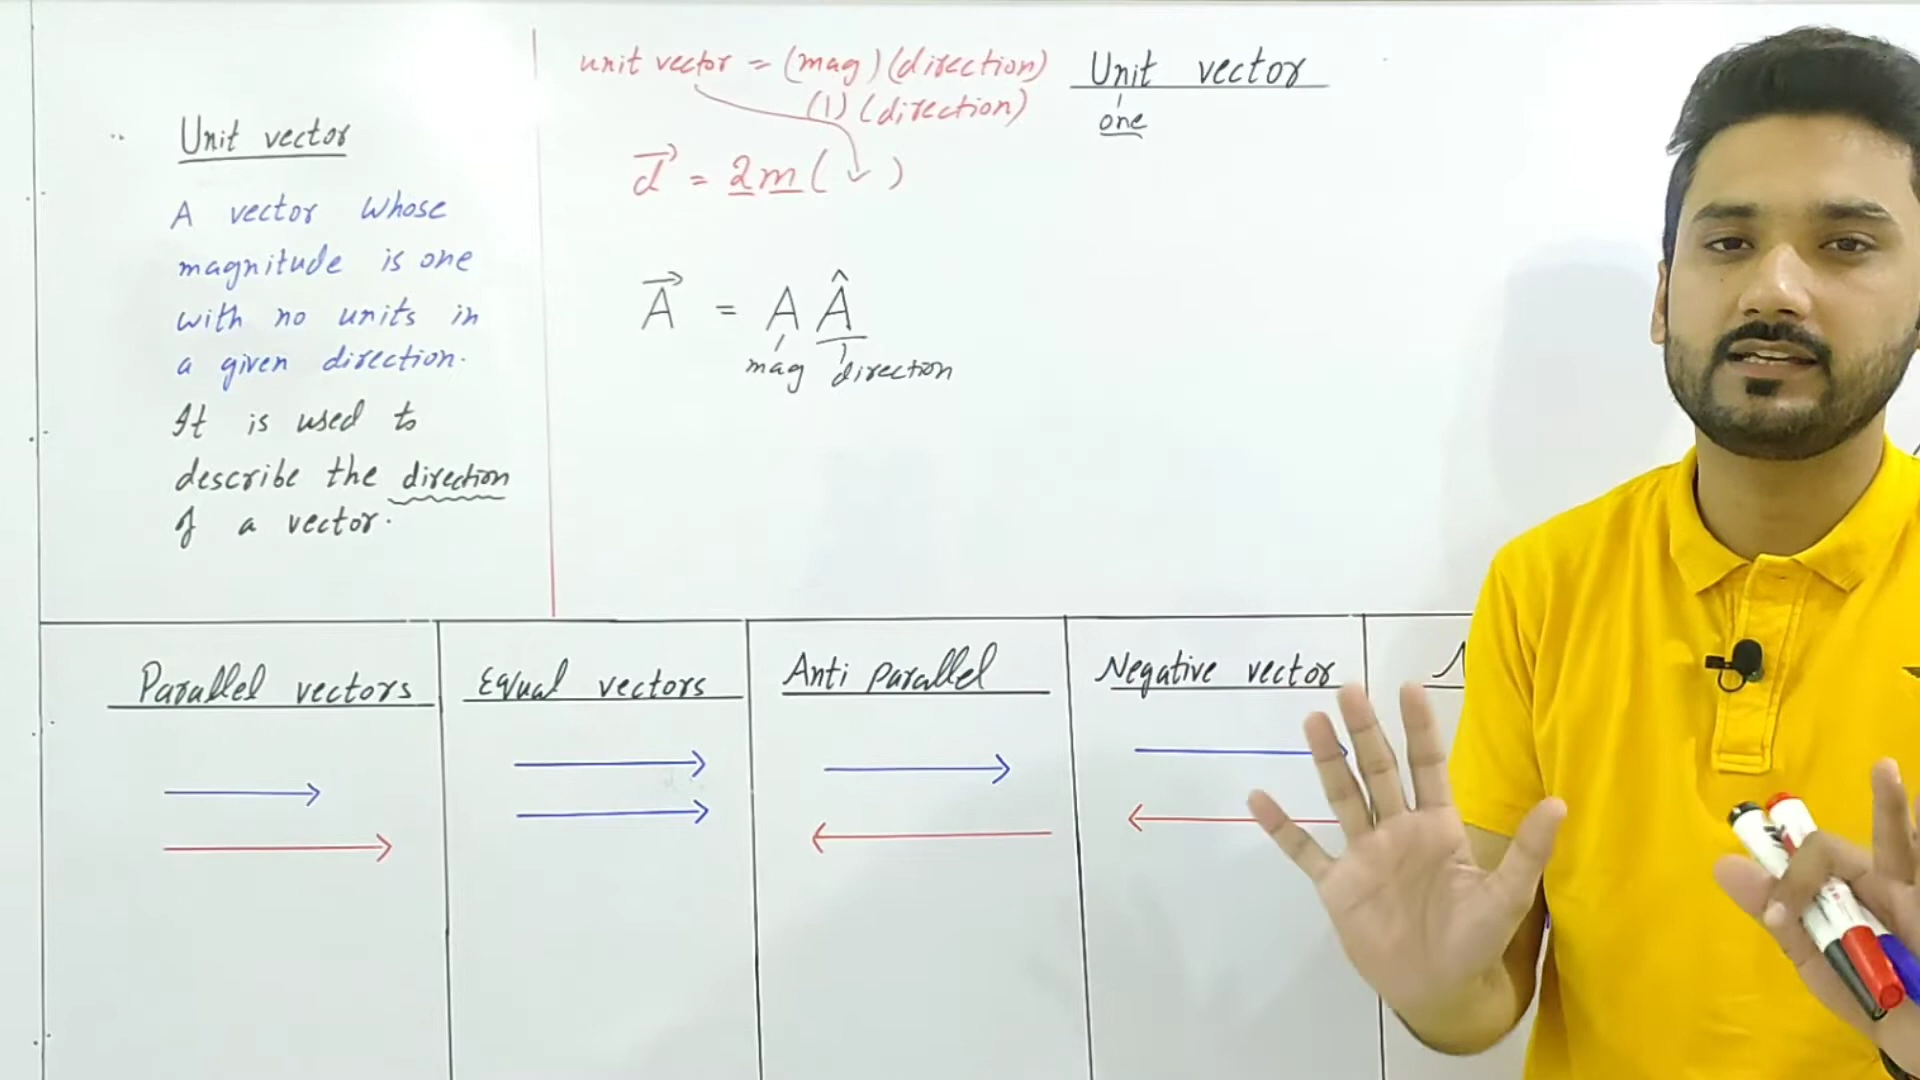 Unit vector
A vector whose
magnitude is one
with no units in
a given direction.
It is used to
describe the direction
of a vector.
unit vector = (mag) (direction)
(1) (direction)
d⃗ = 2m ( )
A⃗ = A Â
mag direction
Unit vector
one
Parallel vectors
Equal vectors
Anti parallel
Negative vector